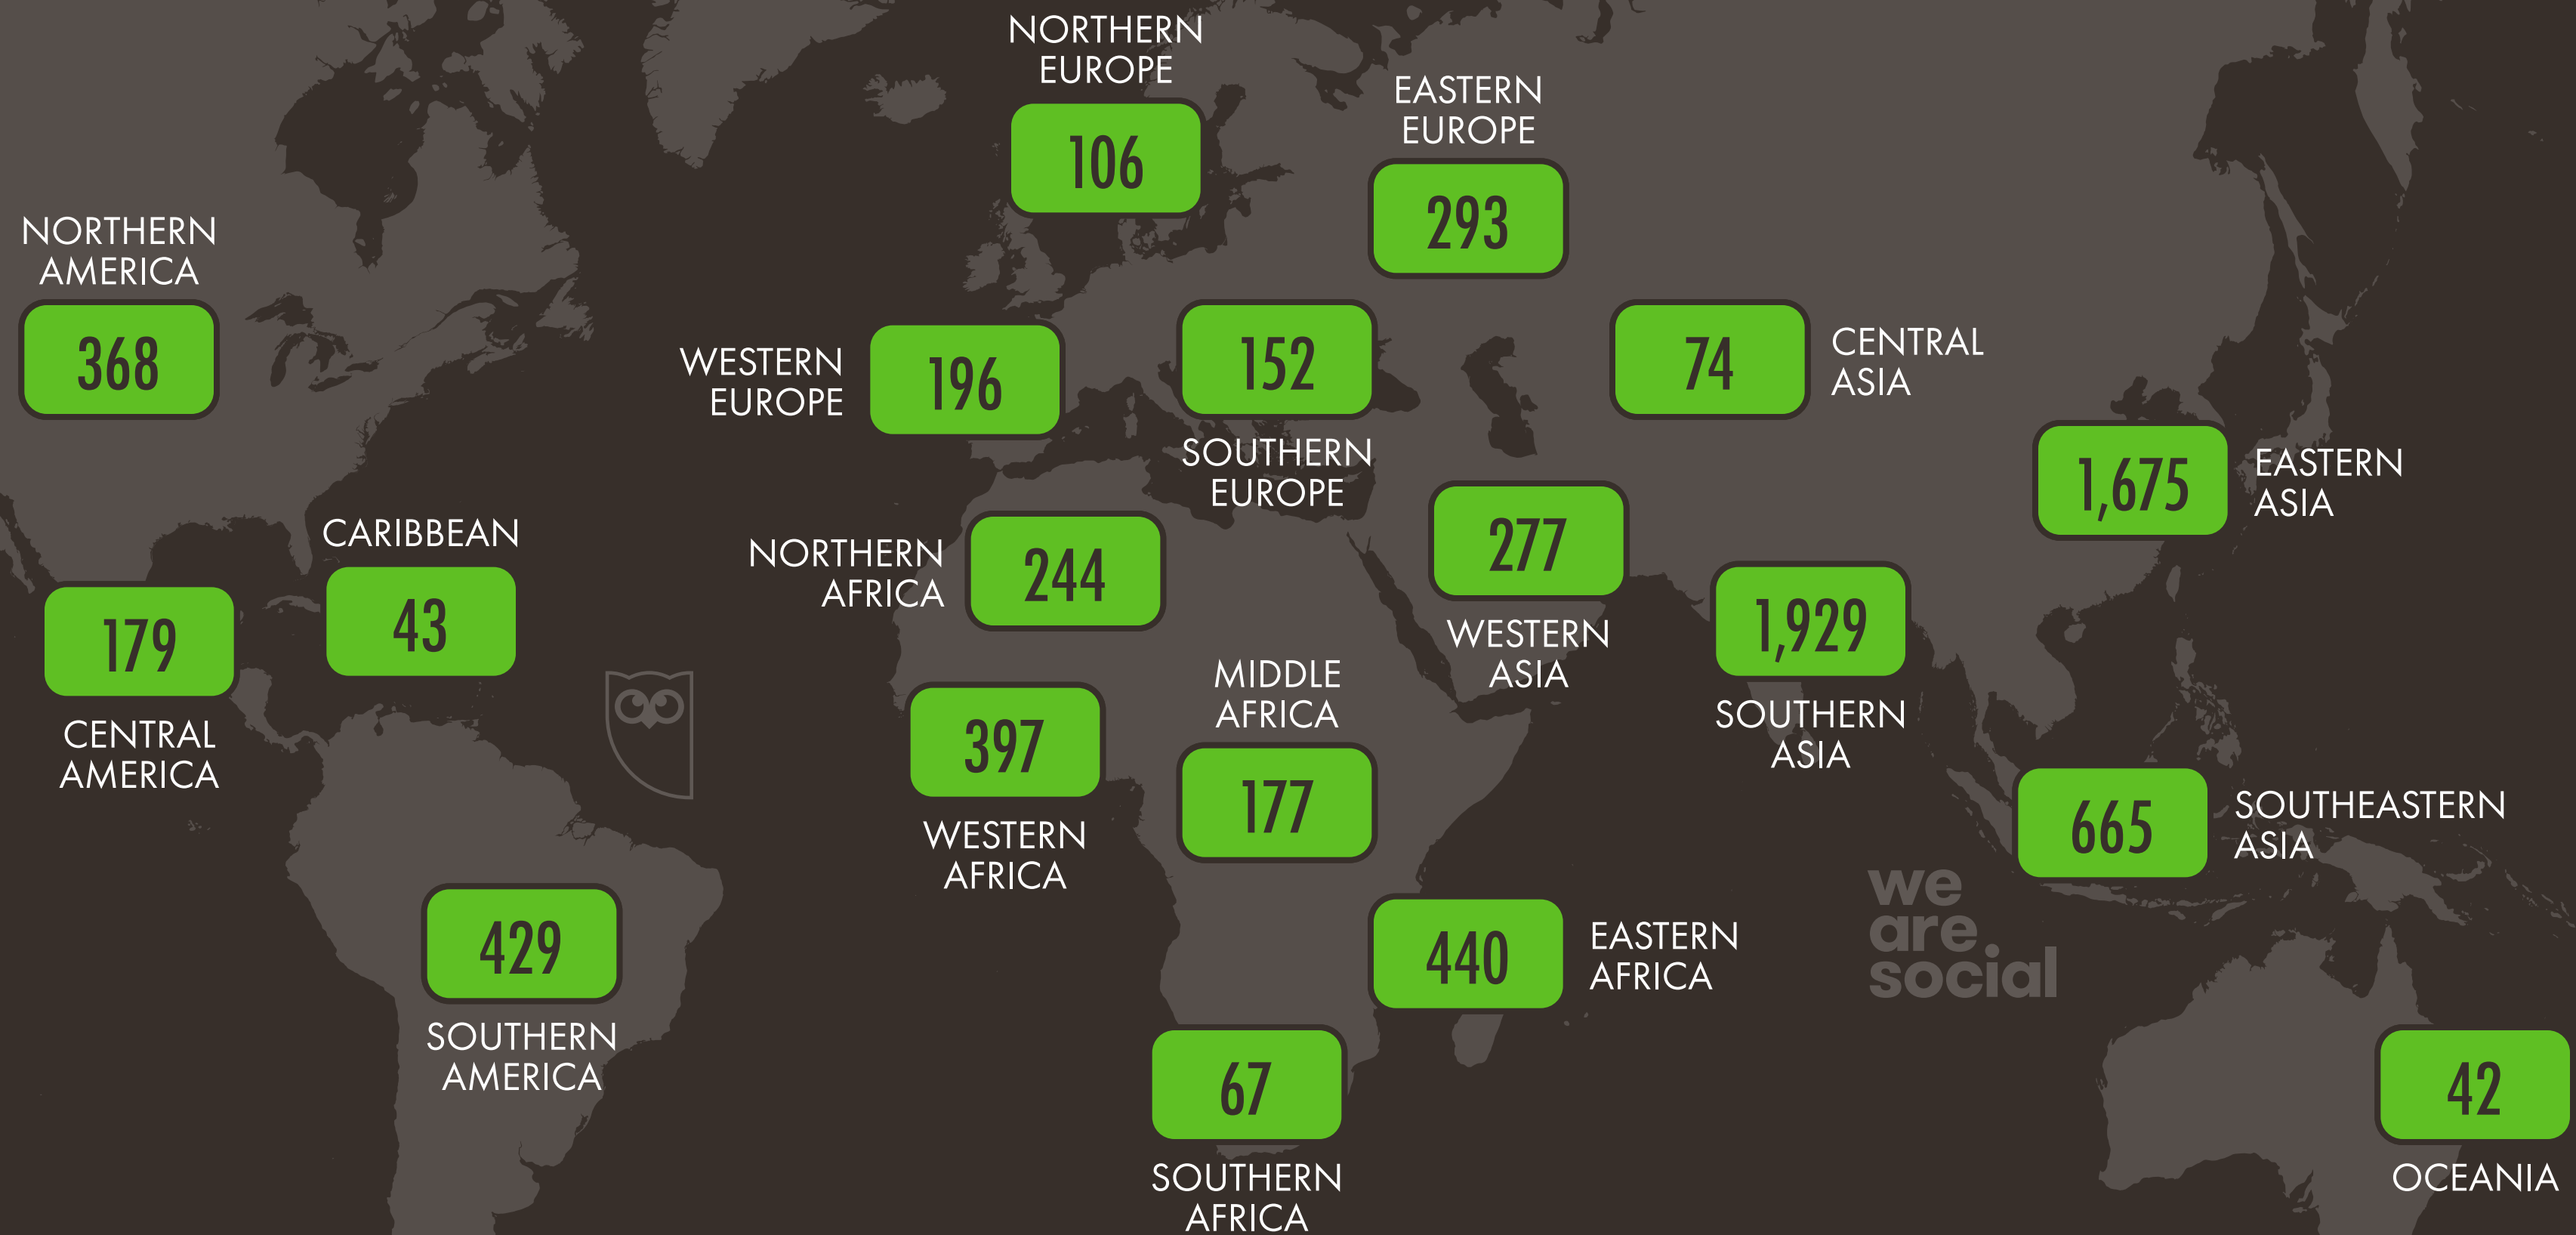 NORTHERN
EUROPE
106
EASTERN
EUROPE
293
NORTHERN
AMERICA
368
WESTERN
EUROPE
196
152
SOUTHERN
EUROPE
74
CENTRAL
ASIA
1,675
EASTERN
ASIA
CARIBBEAN
43
179
CENTRAL
AMERICA
NORTHERN
AFRICA
244
277
WESTERN
ASIA
1,929
SOUTHERN
ASIA
397
WESTERN
AFRICA
MIDDLE
AFRICA
177
665
SOUTHEASTERN
ASIA
429
SOUTHERN
AMERICA
440
EASTERN
AFRICA
we
are
social
67
SOUTHERN
AFRICA
42
OCEANIA